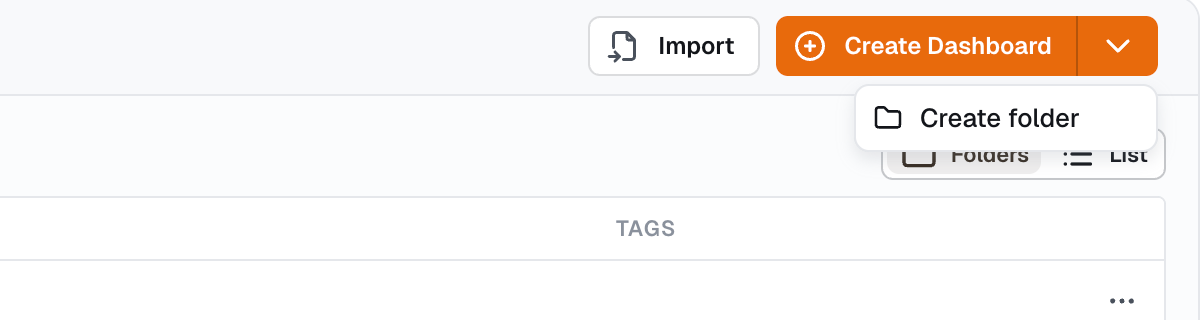 Import
Create Dashboard
Create folder
Folders
List
TAGS